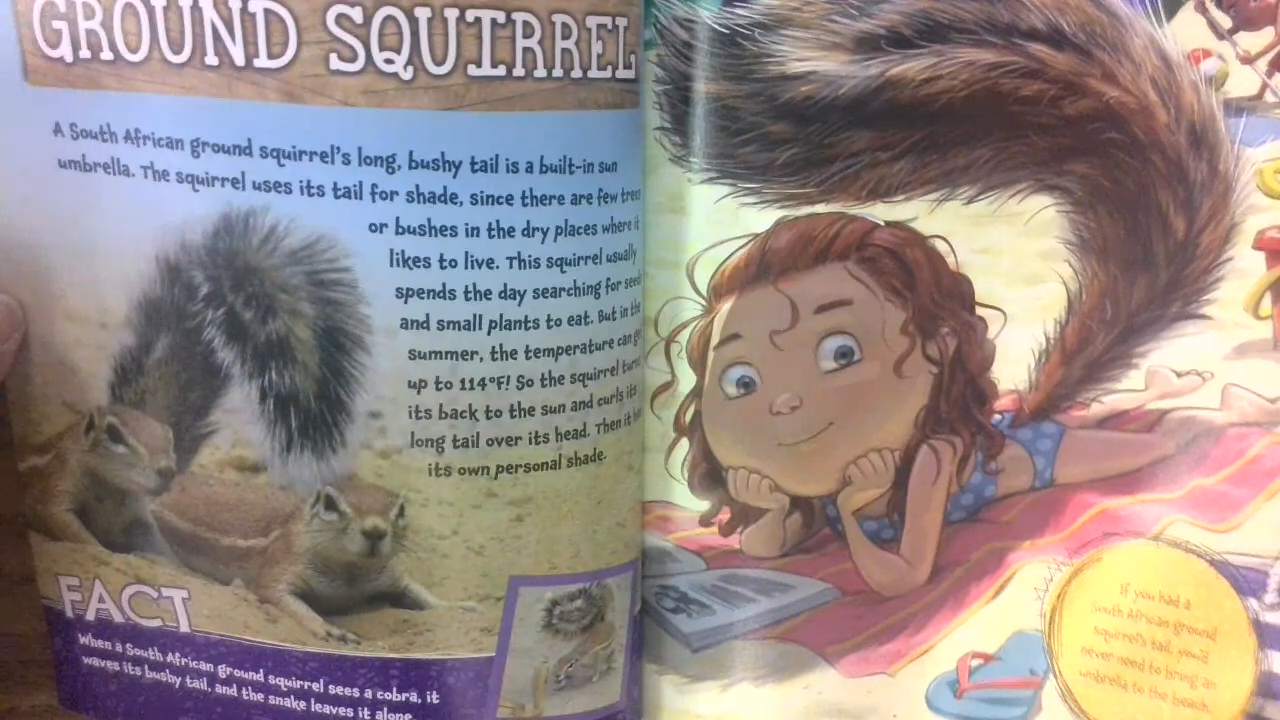 GROUND SQUIRREL
A South African ground squirrel's long, bushy tail is a built-in sun
umbrella. The squirrel uses its tail for shade, since there are few trees
or bushes in the dry places where it
likes to live. This squirrel usually
spends the day searching for seeds
and small plants to eat. But in the
summer, the temperature can get
up to 114°F! So the squirrel turns
its back to the sun and curls its
long tail over its head. Then it has
its own personal shade.
FACT
When a South African ground squirrel sees a cobra, it
waves its bushy tail, and the snake leaves it alone.
If you had a
South African ground
squirrel's tail, you'd
never need to bring an
umbrella to the beach.